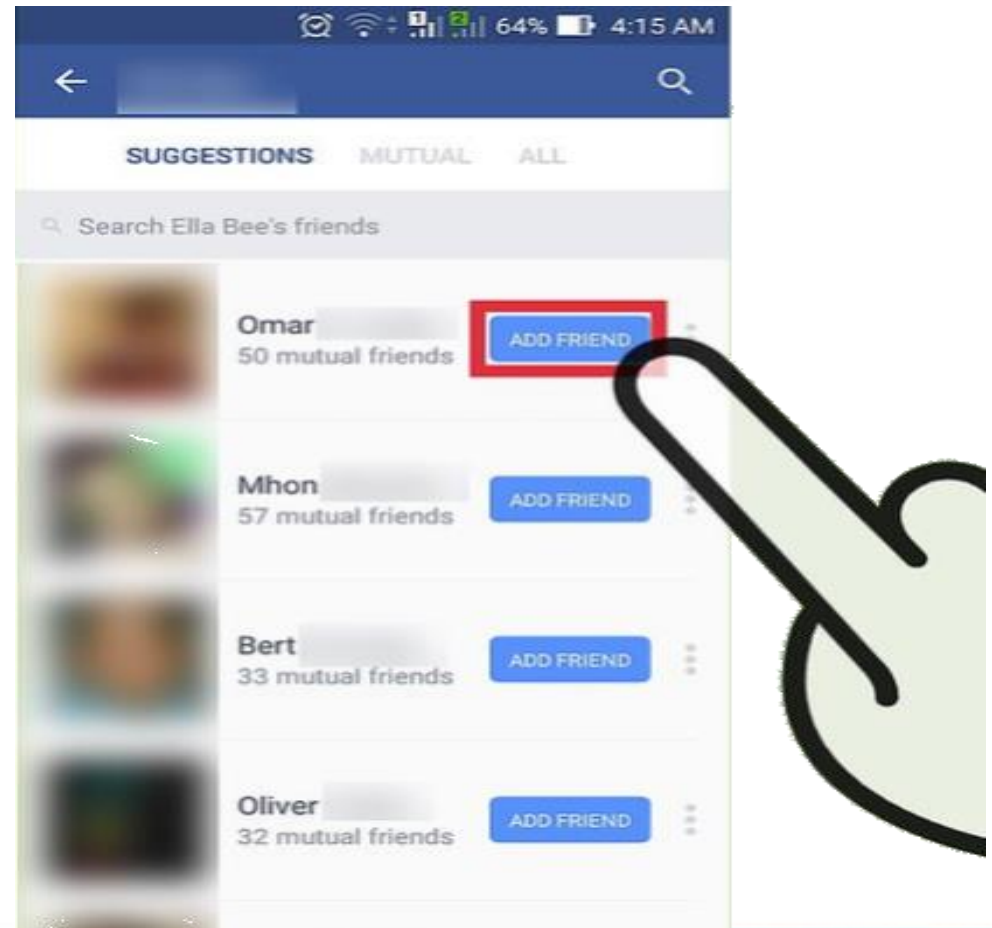 64% 4:15 AM
SUGGESTIONS MUTUAL ALL
Search Ella Bee's friends
Omar
50 mutual friends
ADD FRIEND
Mhon
57 mutual friends
ADD FRIEND
Bert
33 mutual friends
ADD FRIEND
Oliver
32 mutual friends
ADD FRIEND